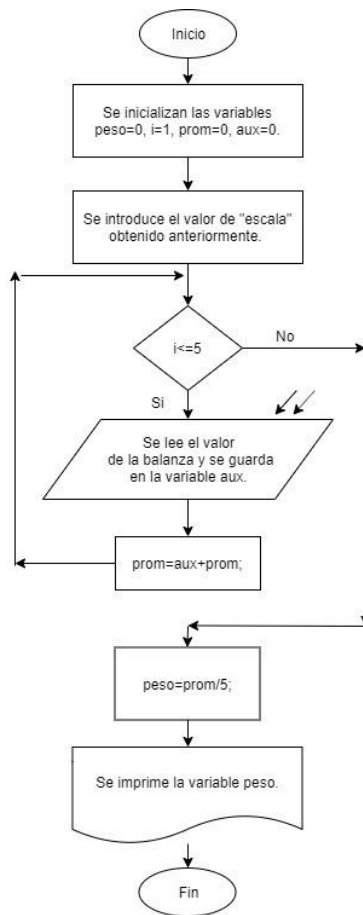 Inicio
Se inicializan las variables
peso=0, i=1, prom=0, aux=0.
Se introduce el valor de "escala"
obtenido anteriormente.
i<=5
No
Si
Se lee el valor
de la balanza y se guarda
en la variable aux.
prom=aux+prom;
peso=prom/5;
Se imprime la variable peso.
Fin